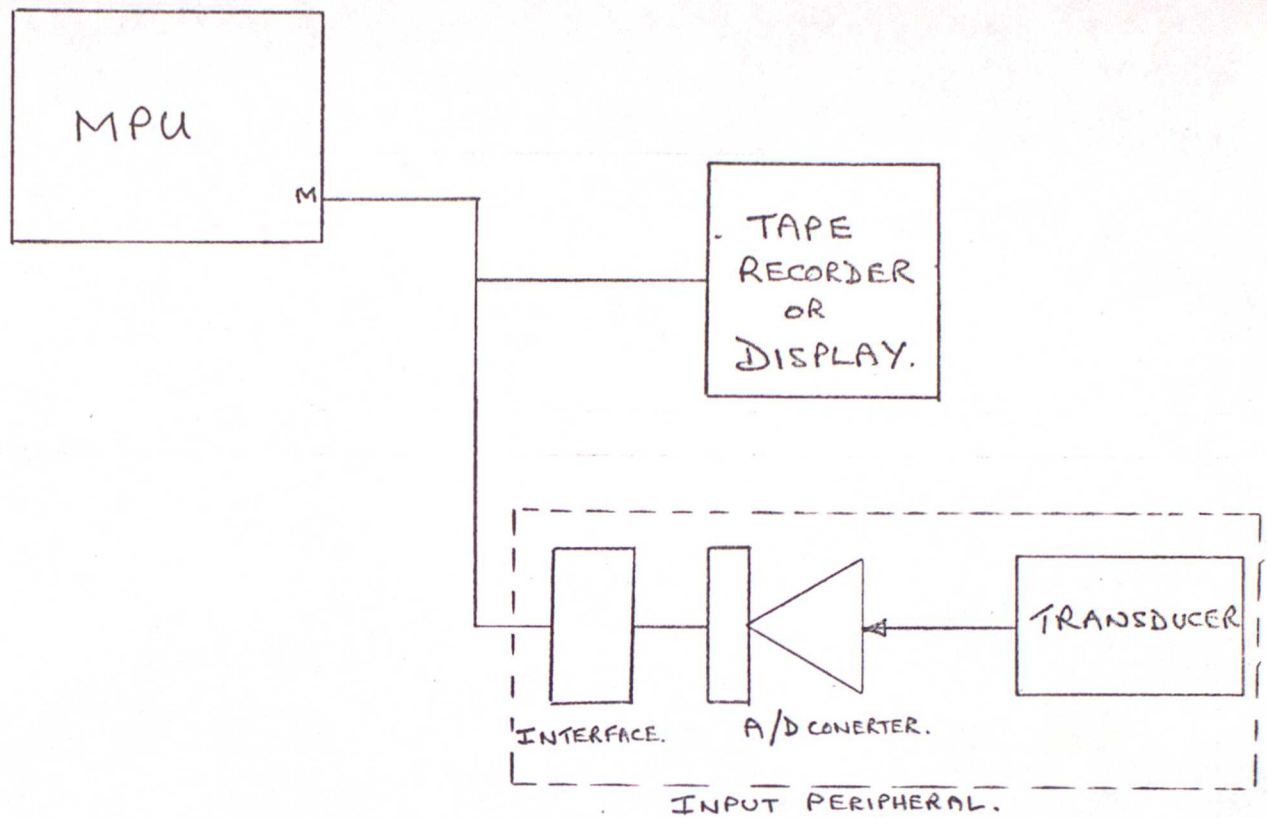 MPU
M
. TAPE
RECORDER
OR
DISPLAY.
TRANSDUCER
INTERFACE.
A/D CONERTER.
INPUT PERIPHERAL.